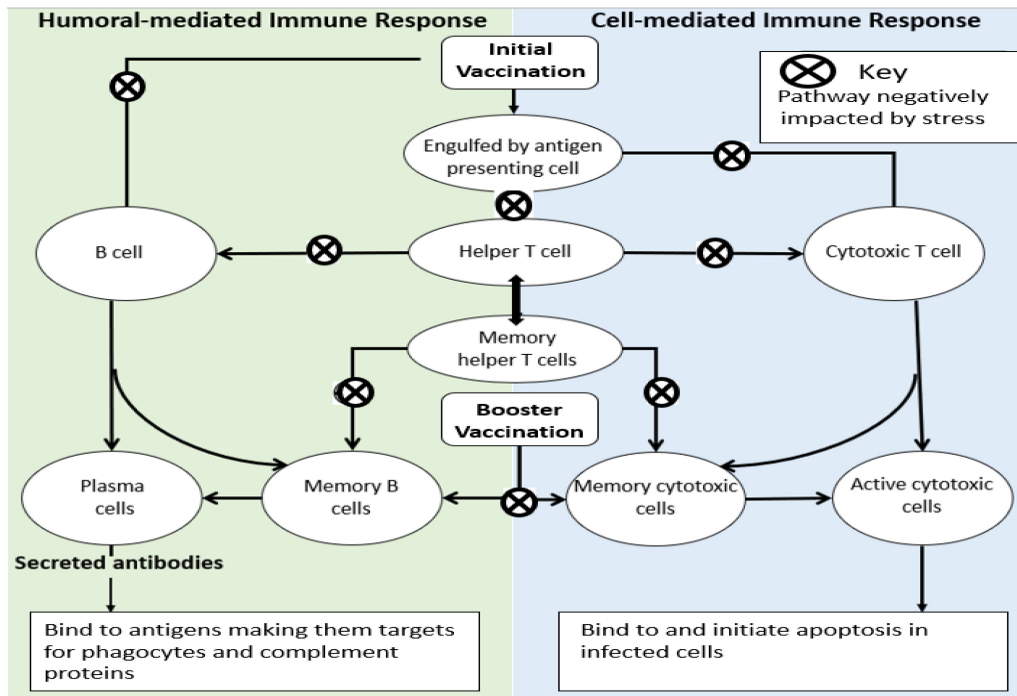 Humoral-mediated Immune Response
Cell-mediated Immune Response
Initial
Vaccination
Key
Pathway negatively
impacted by stress
Engulfed by antigen
presenting cell
B cell
Helper T cell
Cytotoxic T cell
Memory
helper T cells
Booster
Vaccination
Plasma
cells
Memory B
cells
Memory cytotoxic
cells
Active cytotoxic
cells
Secreted antibodies
Bind to antigens making them targets
for phagocytes and complement
proteins
Bind to and initiate apoptosis in
infected cells